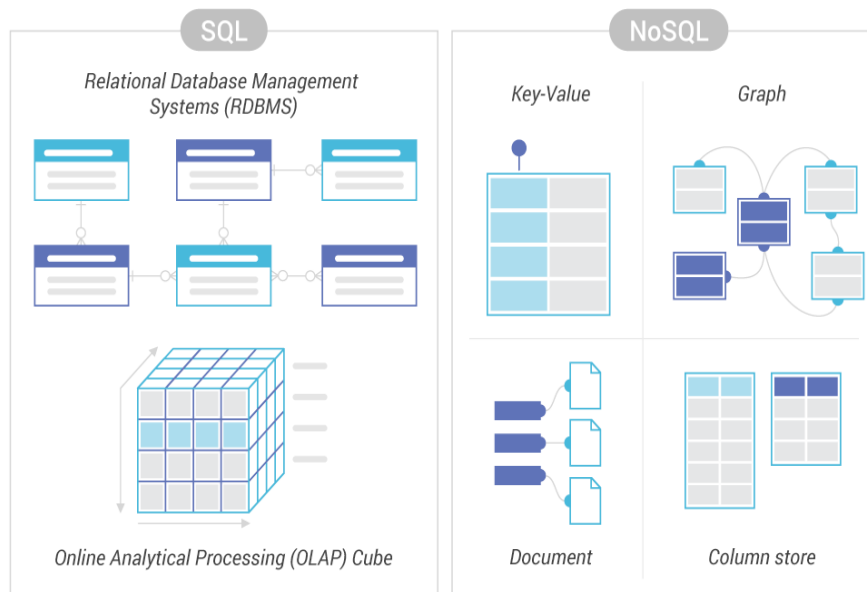 SQL
Relational Database Management
Systems (RDBMS)
Online Analytical Processing (OLAP) Cube
NoSQL
Key-Value
Graph
Document
Column store